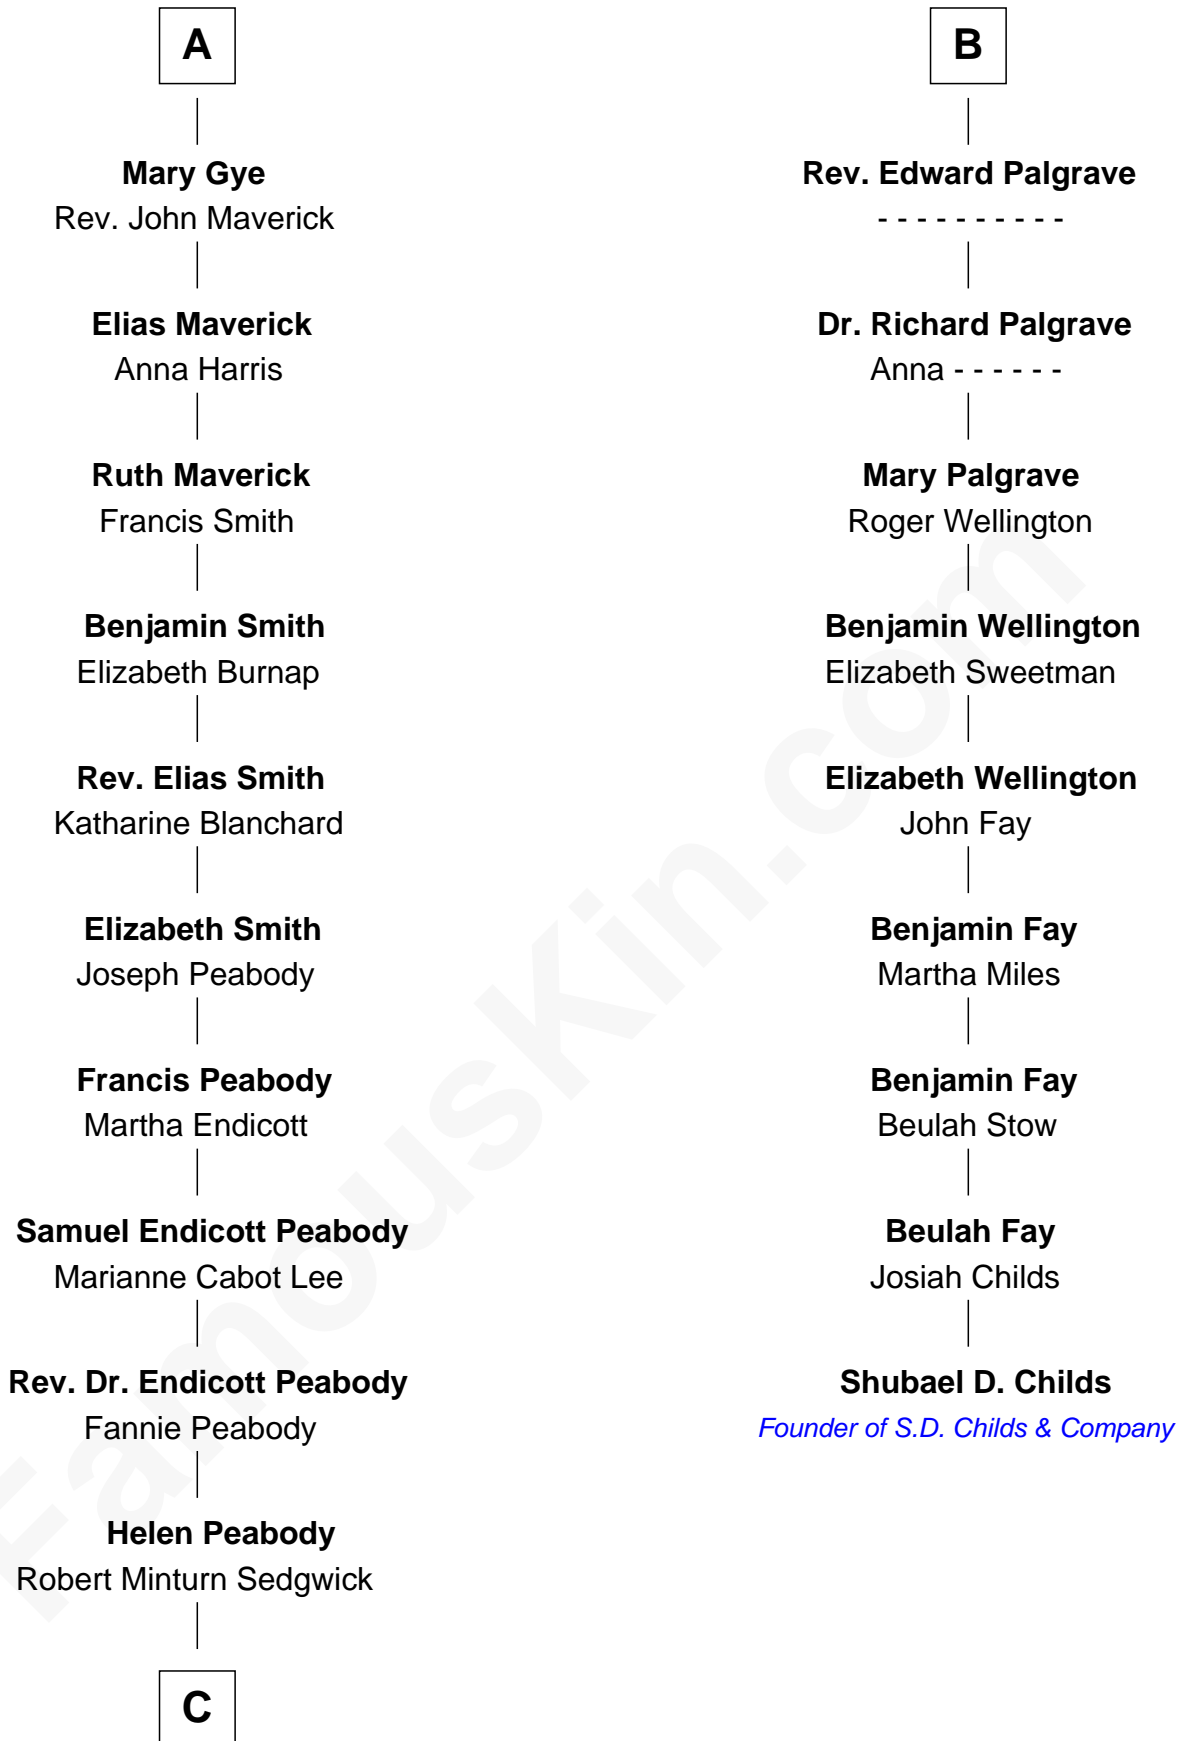 A
Mary Gye
Rev. John Maverick
Elias Maverick
Anna Harris
Ruth Maverick
Francis Smith
Benjamin Smith
Elizabeth Burnap
Rev. Elias Smith
Katharine Blanchard
Elizabeth Smith
Joseph Peabody
Francis Peabody
Martha Endicott
Samuel Endicott Peabody
Marianne Cabot Lee
Rev. Dr. Endicott Peabody
Fannie Peabody
Helen Peabody
Robert Minturn Sedgwick
C
B
Rev. Edward Palgrave
- - - - - - - - - -
Dr. Richard Palgrave
Anna - - - - - -
Mary Palgrave
Roger Wellington
Benjamin Wellington
Elizabeth Sweetman
Elizabeth Wellington
John Fay
Benjamin Fay
Martha Miles
Benjamin Fay
Beulah Stow
Beulah Fay
Josiah Childs
Shubael D. Childs
Founder of S.D. Childs & Company
FamousKin.com